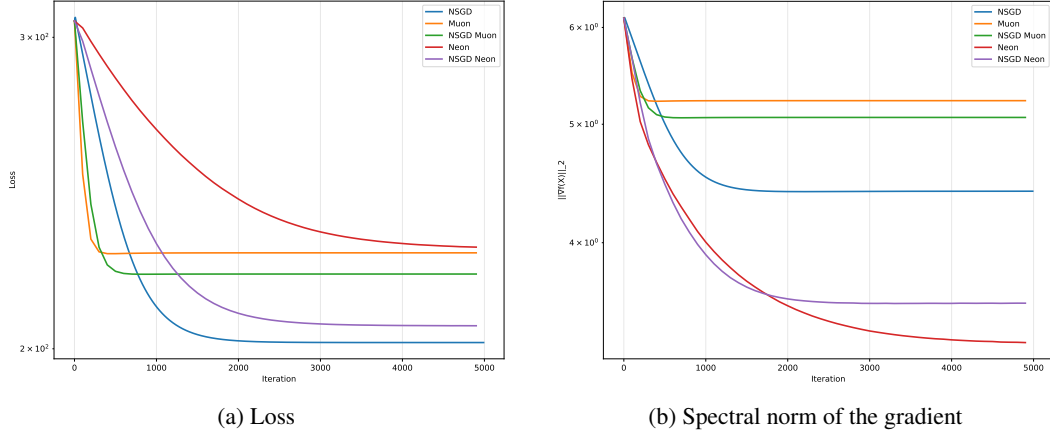 3 × 10²
2 × 10²
Loss
0
1000
2000
3000
4000
5000
Iteration
NSGD
Muon
NSGD Muon
Neon
NSGD Neon
(a) Loss
6 × 10⁰
5 × 10⁰
4 × 10⁰
||∇f(X)||_2
0
1000
2000
3000
4000
5000
Iteration
NSGD
Muon
NSGD Muon
Neon
NSGD Neon
(b) Spectral norm of the gradient